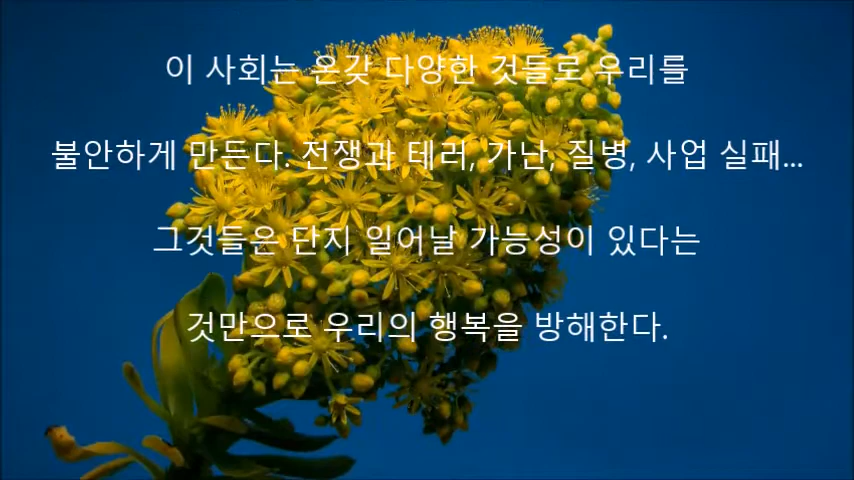 이 사회는 온갖 다양한 것들로 우리를
불안하게 만든다. 전쟁과 테러, 가난, 질병, 사업 실패...
그것들은 단지 일어날 가능성이 있다는
것만으로 우리의 행복을 방해한다.